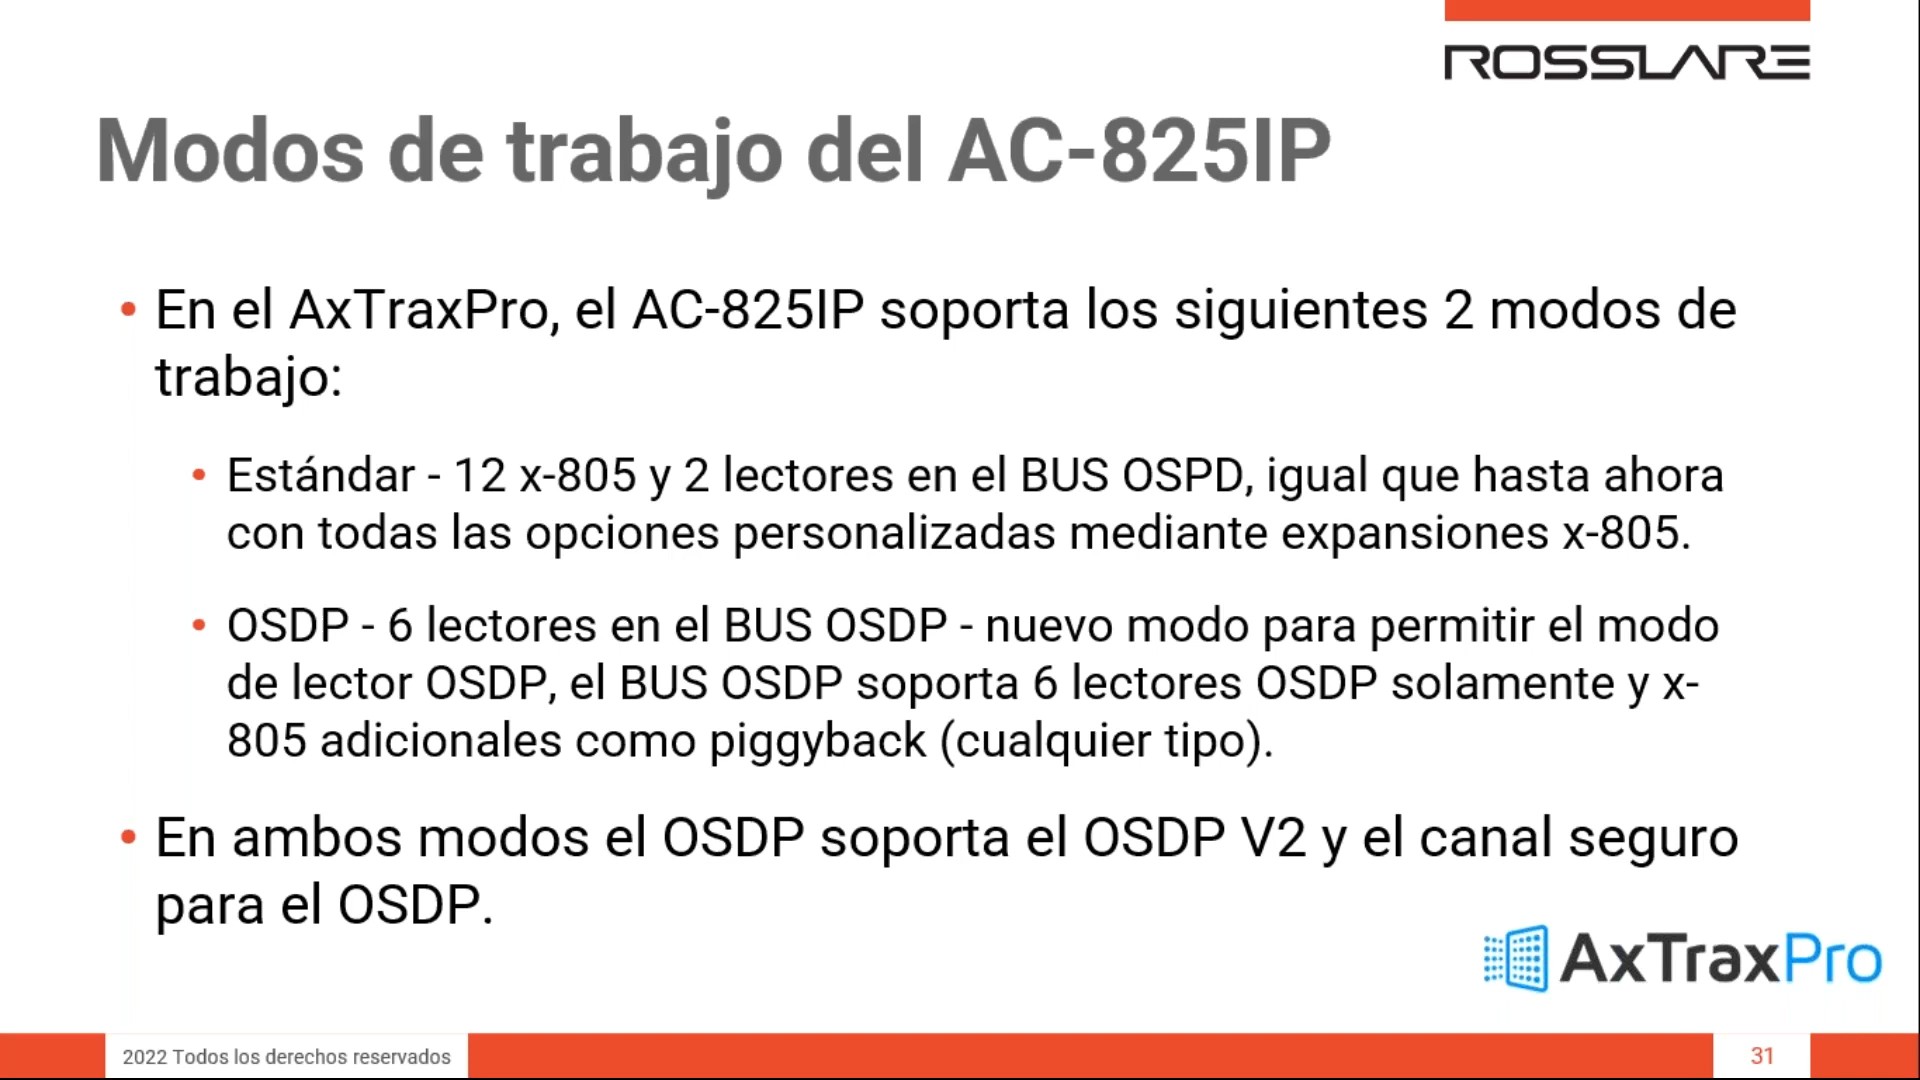 ROSSLARE
Modos de trabajo del AC-825IP
• En el AxTraxPro, el AC-825IP soporta los siguientes 2 modos de
trabajo:
• Estándar - 12 x-805 y 2 lectores en el BUS OSPD, igual que hasta ahora
con todas las opciones personalizadas mediante expansiones x-805.
• OSDP - 6 lectores en el BUS OSDP - nuevo modo para permitir el modo
de lector OSDP, el BUS OSDP soporta 6 lectores OSDP solamente y x-
805 adicionales como piggyback (cualquier tipo).
• En ambos modos el OSDP soporta el OSDP V2 y el canal seguro
para el OSDP.
AxTraxPro
2022 Todos los derechos reservados
31